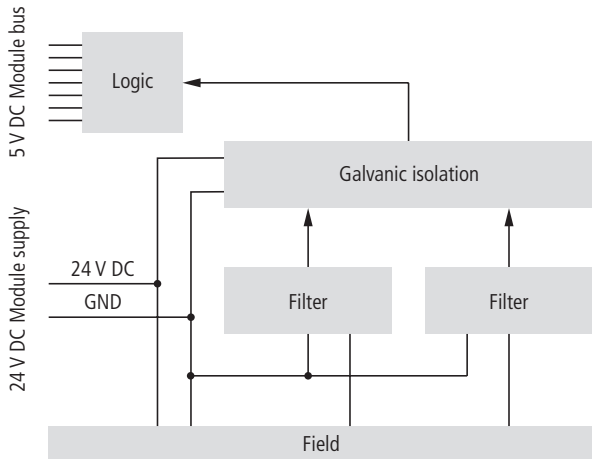 5 V DC Module bus
Logic
Galvanic isolation
24 V DC Module supply
24 V DC
GND
Filter
Filter
Field